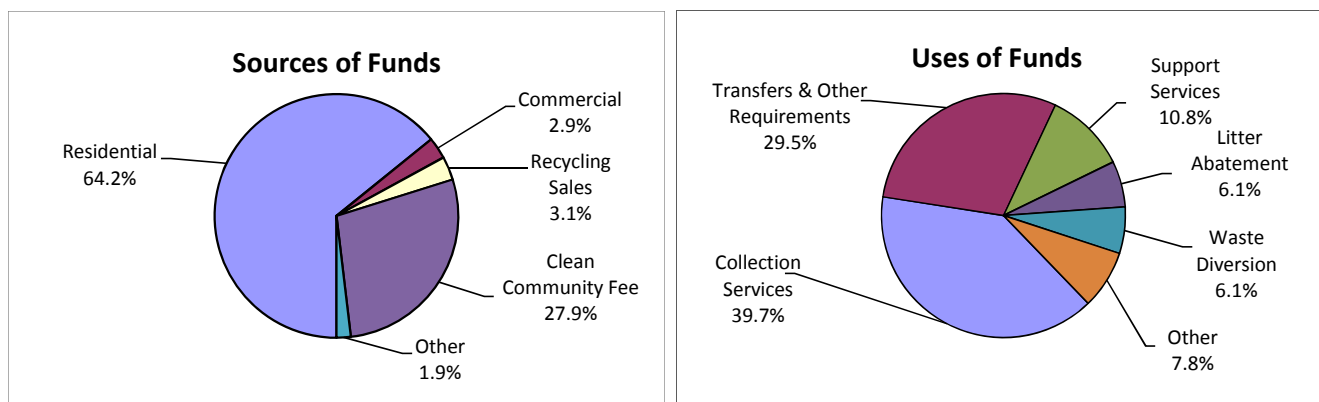 Sources of Funds
Commercial
2.9%
Residential
64.2%
Recycling
Sales
3.1%
Clean
Community Fee
27.9%
Other
1.9%
Uses of Funds
Transfers & Other
Requirements
29.5%
Support
Services
10.8%
Litter
Abatement
6.1%
Waste
Diversion
6.1%
Collection
Services
39.7%
Other
7.8%